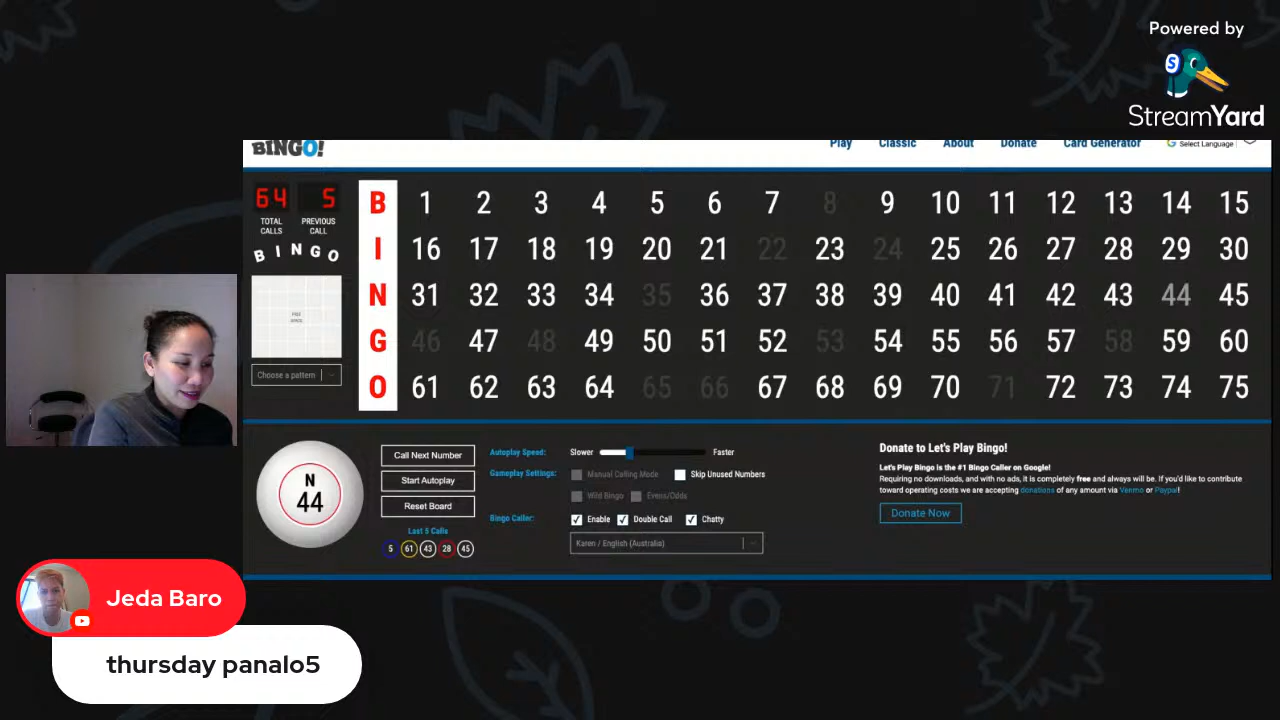 Powered by
StreamYard
BINGO!
Play Classic About Donate Card Generator Select Language
64 5
TOTAL CALLS PREVIOUS CALL
BINGO
FREE SPACE
Choose a pattern
B 1 2 3 4 5 6 7 8 9 10 11 12 13 14 15
I 16 17 18 19 20 21 22 23 24 25 26 27 28 29 30
N 31 32 33 34 35 36 37 38 39 40 41 42 43 44 45
G 46 47 48 49 50 51 52 53 54 55 56 57 58 59 60
O 61 62 63 64 65 66 67 68 69 70 71 72 73 74 75
N
44
Call Next Number
Start Autoplay
Reset Board
Last 5 Calls
5 61 43 28 45
Autoplay Speed: Slower Faster
Gameplay Settings: Manual Calling Mode Skip Unused Numbers
Wild Bingo Evens/Odds
Bingo Caller: Enable Double Call Chatty
Karen / English (Australia)
Donate to Let's Play Bingo!
Let's Play Bingo is the #1 Bingo Caller on Google!
Requiring no downloads, and with no ads, it is completely free and always will be. If you'd like to contribute
toward operating costs we are accepting donations of any amount via Venmo or Paypal!
Donate Now
Jeda Baro
thursday panalo5